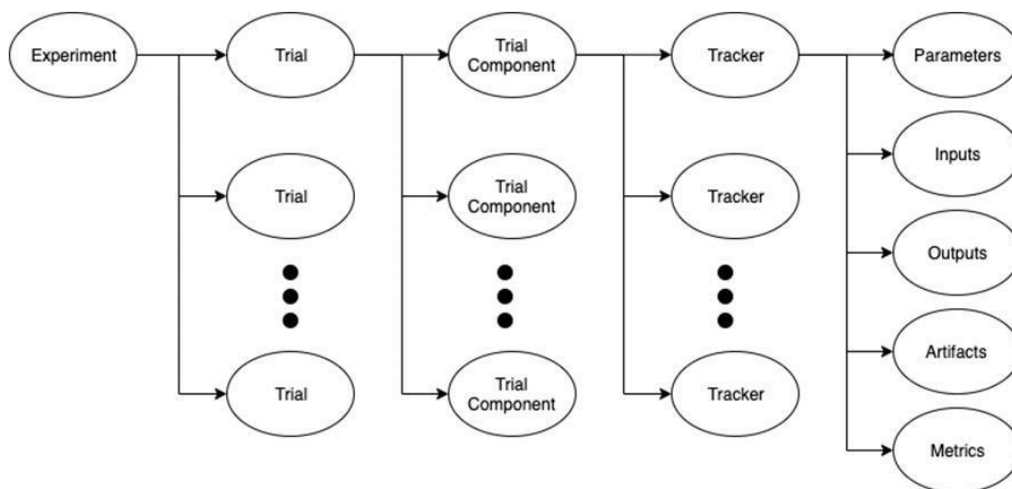 Experiment
Trial
Trial
Component
Tracker
Parameters
Inputs
Trial
Trial
Component
Tracker
Outputs
Artifacts
Trial
Trial
Component
Tracker
Metrics